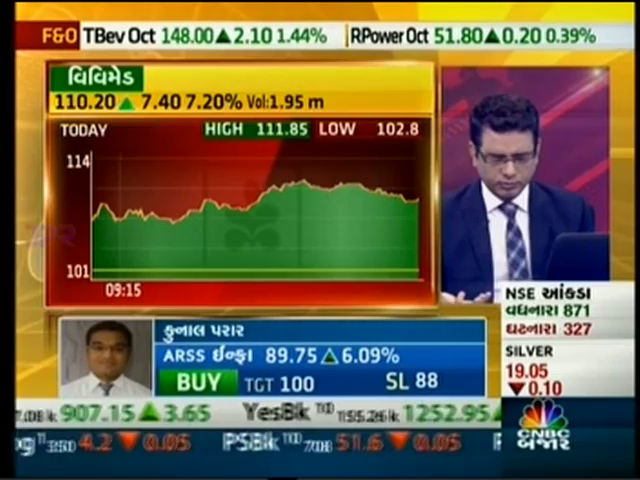 F&O TBev Oct 148.00▲2.10 1.44% RPower Oct 51.80▲0.20 0.39%
વિવિમેડ
110.20 ▲ 7.40 7.20% Vol:1.95 m
TODAY HIGH 111.85 LOW 102.8
114
101
09:15
NSE આંકડા
વધનારા 871
ઘટનારા 327
SILVER
19.05
▼0.10
કુનાલ પરાર
ARSS ઈન્ફ્રા 89.75 ▲6.09%
BUY TGT 100 SL 88
907.15▲3.65 YesBk 1252.95▲
4.2▼0.05 PSBk 51.6▼0.05
CNBC
બજાર